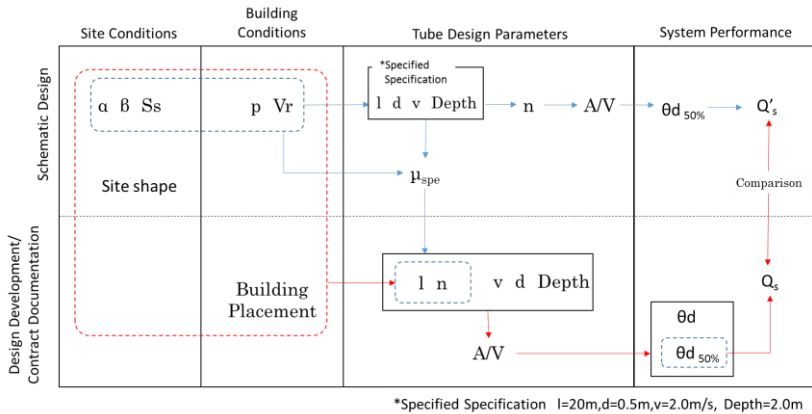 Site Conditions
Building
Conditions
Tube Design Parameters
System Performance
Schematic Design
*Specified
Specification
α β Ss
p Vr
l d v Depth
n
A/V
θd 50%
Q's
Site shape
μspe
Comparison
Design Development/
Contract Documentation
Building
Placement
l n
v d Depth
Qs
θd
A/V
θd 50%
*Specified Specification l=20m,d=0.5m,v=2.0m/s, Depth=2.0m